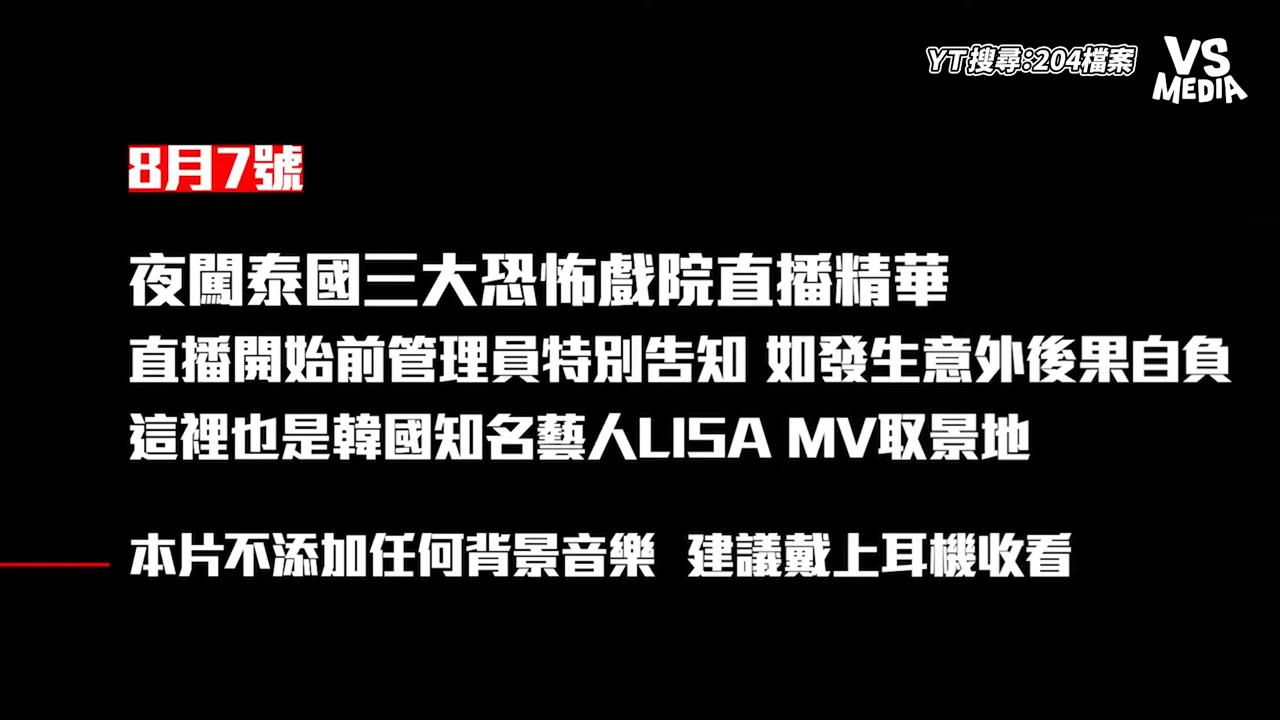 YT搜尋:204檔案
VS
MEDIA
8月7號
夜闖泰國三大恐怖戲院直播精華
直播開始前管理員特別告知 如發生意外後果自負
這裡也是韓國知名藝人LISA MV取景地
本片不添加任何背景音樂 建議戴上耳機收看